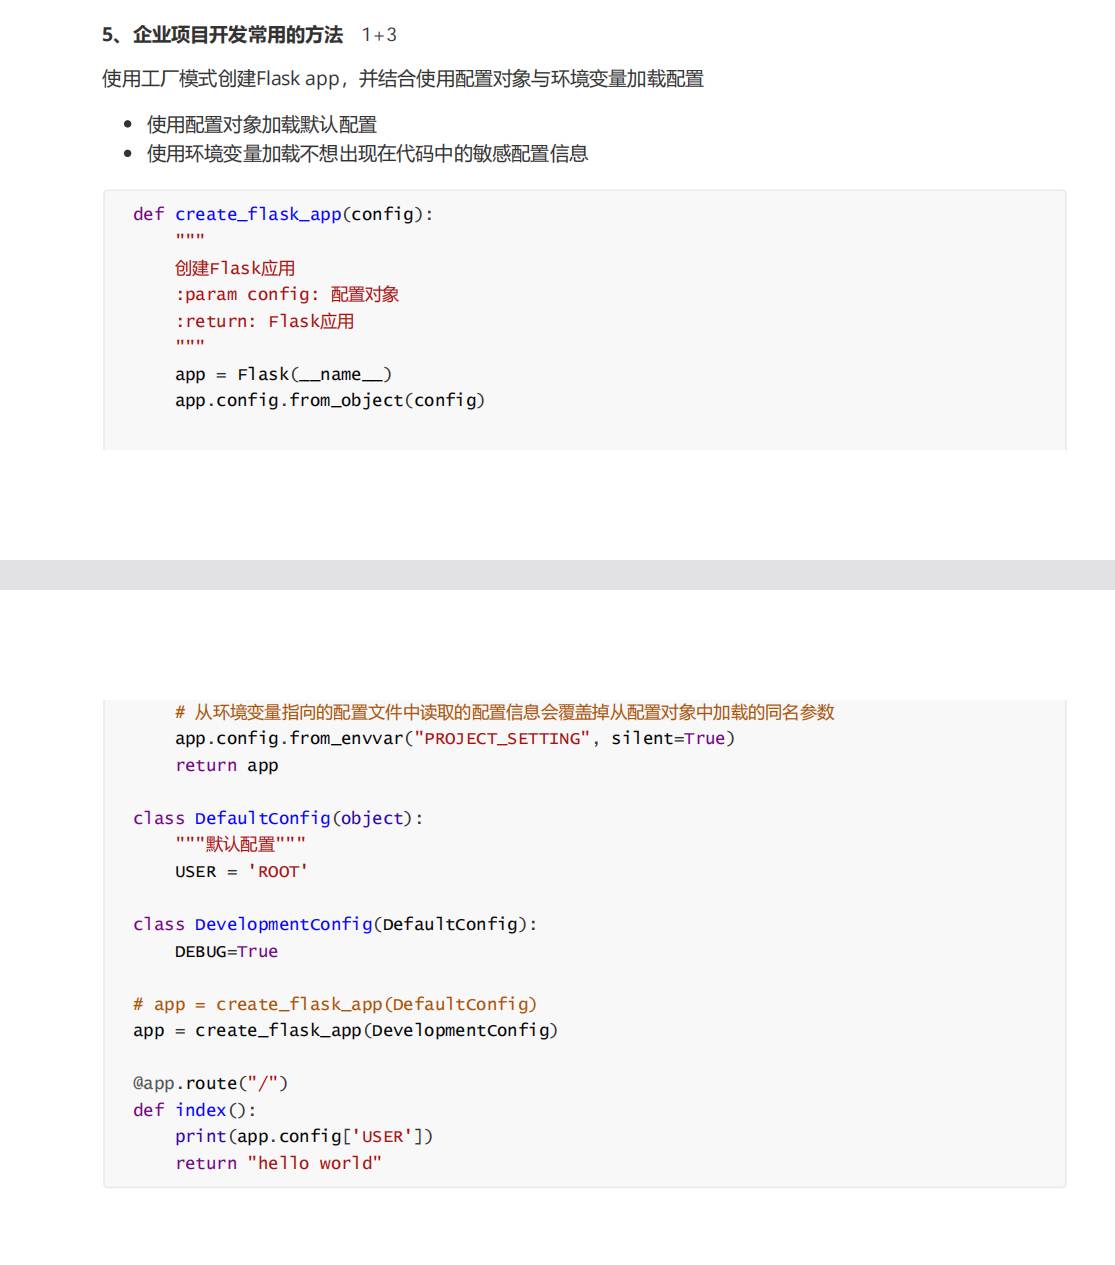 5、企业项目开发常用的方法 1+3
使用工厂模式创建Flask app，并结合使用配置对象与环境变量加载配置
• 使用配置对象加载默认配置
• 使用环境变量加载不想出现在代码中的敏感配置信息
def create_flask_app(config):
    """
    创建Flask应用
    :param config: 配置对象
    :return: Flask应用
    """
    app = Flask(__name__)
    app.config.from_object(config)
    # 从环境变量指向的配置文件中读取的配置信息会覆盖掉从配置对象中加载的同名参数
    app.config.from_envvar("PROJECT_SETTING", silent=True)
    return app
class DefaultConfig(object):
    """默认配置"""
    USER = 'ROOT'
class DevelopmentConfig(DefaultConfig):
    DEBUG=True
# app = create_flask_app(DefaultConfig)
app = create_flask_app(DevelopmentConfig)
@app.route("/")
def index():
    print(app.config['USER'])
    return "hello world"